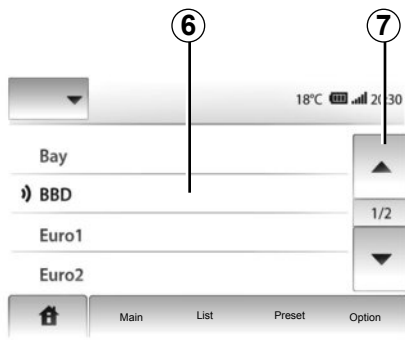 6 7
18°C 20:30
Bay
BBD
1/2
Euro1
Euro2
Main List Preset Option